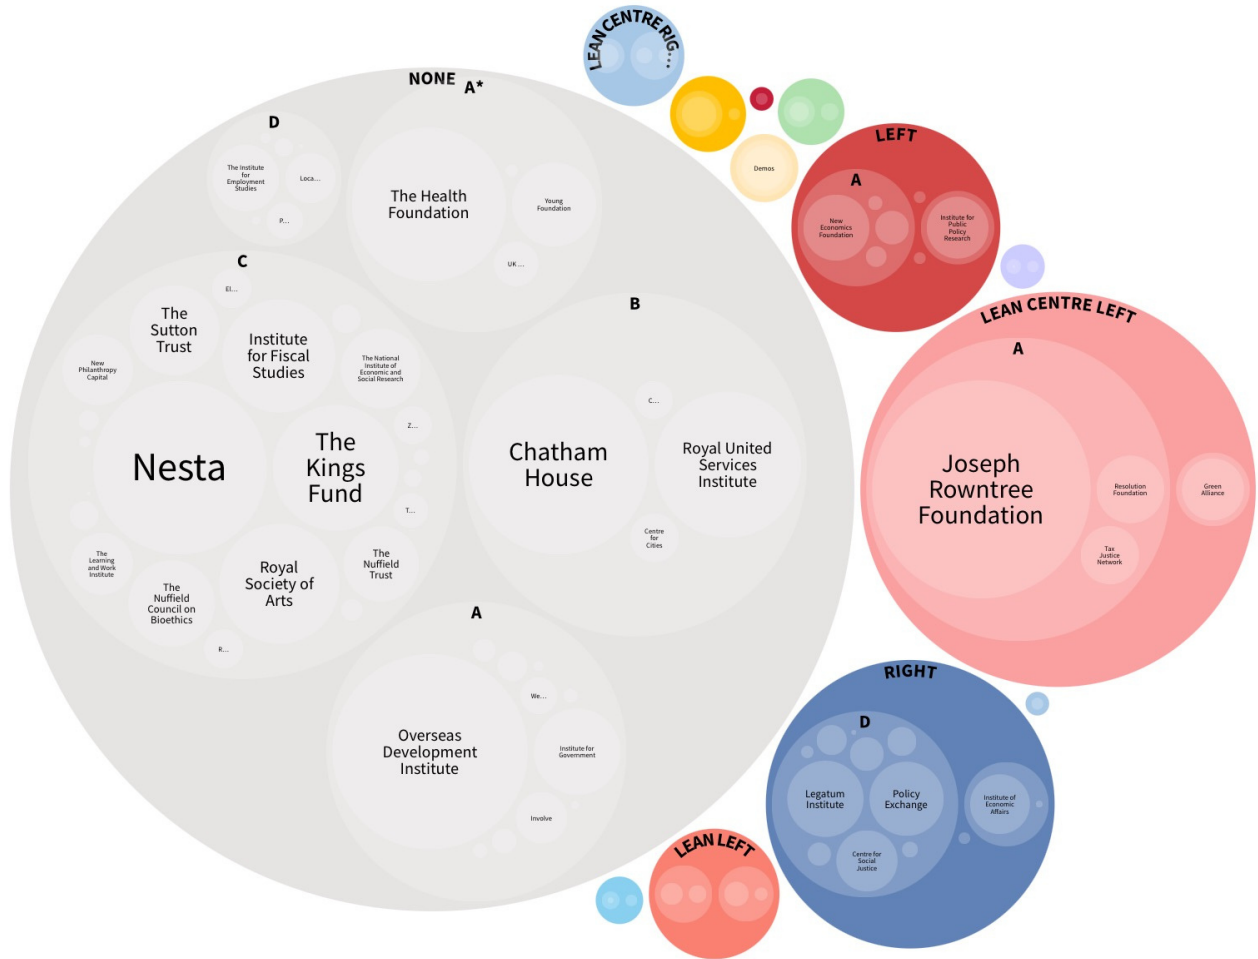 LEAN CENTRE RIG...
NONE
A*
D
The Institute
for
Employment
Studies
Loca...
P...
The Health
Foundation
Young
Foundation
UK ...
Demos
LEFT
A
New
Economics
Foundation
Institute for
Public
Policy
Research
C
El...
The
Sutton
Trust
Institute
for Fiscal
Studies
New
Philanthropy
Capital
The National
Institute of
Economic and
Social Research
Z...
Nesta
The
Kings
Fund
T...
The
Learning
and Work
Institute
The
Nuffield
Council on
Bioethics
Royal
Society of
Arts
The
Nuffield
Trust
R...
B
C...
Chatham
House
Royal United
Services
Institute
Centre
for
Cities
LEAN CENTRE LEFT
A
Joseph
Rowntree
Foundation
Resolution
Foundation
Green
Alliance
Tax
Justice
Network
A
We...
Overseas
Development
Institute
Institute for
Government
Involve
RIGHT
D
Legatum
Institute
Policy
Exchange
Institute of
Economic
Affairs
Centre for
Social
Justice
LEAN LEFT